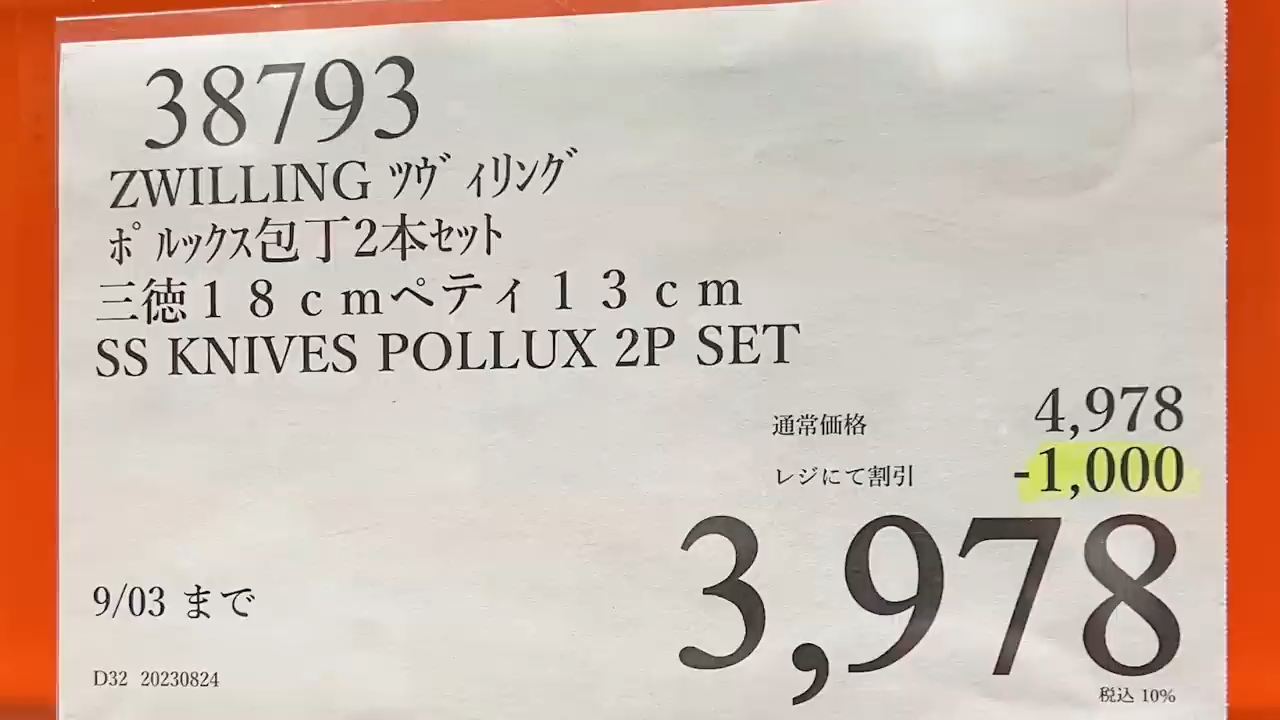 38793
ZWILLING ﾂヴｨﾘﾝｸﾞ
ﾎﾟﾙｯｸｽ包丁2本ｾｯﾄ
三徳１８ｃｍペティ１３ｃｍ
SS KNIVES POLLUX 2P SET
通常価格 4,978
レジにて割引 -1,000
3,978
9/03 まで
D32 20230824
税込 10%